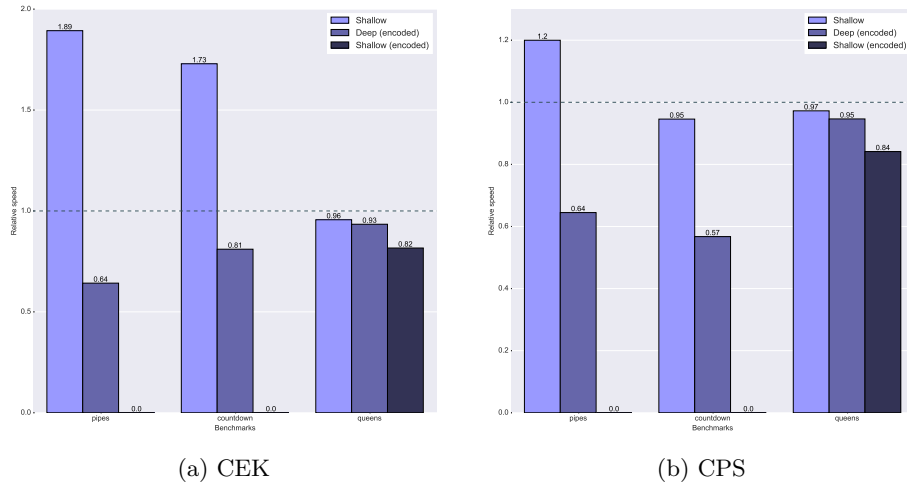 2.0
1.5
1.0
0.5
0.0
Relative speed
1.89
0.64
0.0
1.73
0.81
0.0
0.96
0.93
0.82
Shallow
Deep (encoded)
Shallow (encoded)
pipes
countdown
queens
Benchmarks
(a) CEK
1.2
1.0
0.8
0.6
0.4
0.2
0.0
Relative speed
1.2
0.64
0.0
0.95
0.57
0.0
0.97
0.95
0.84
Shallow
Deep (encoded)
Shallow (encoded)
pipes
countdown
queens
Benchmarks
(b) CPS